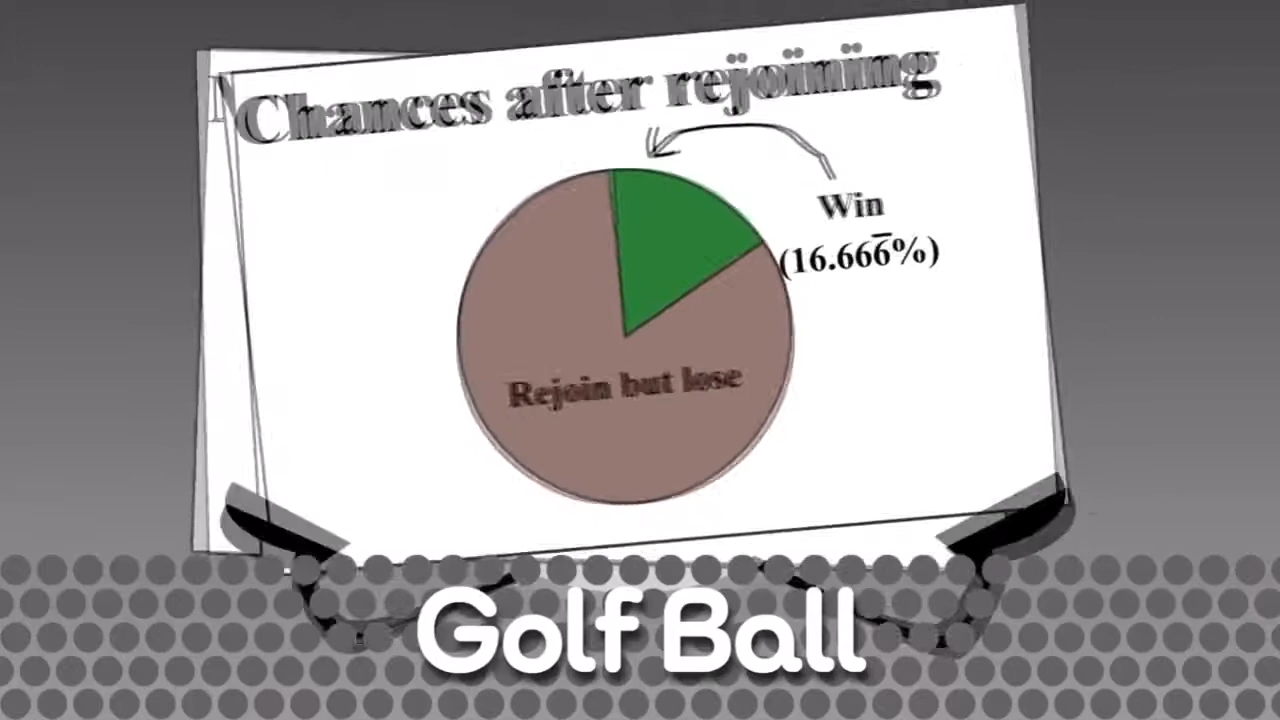 Chances after rejoining
Win
(16.666̅%)
Rejoin but lose
Golf Ball